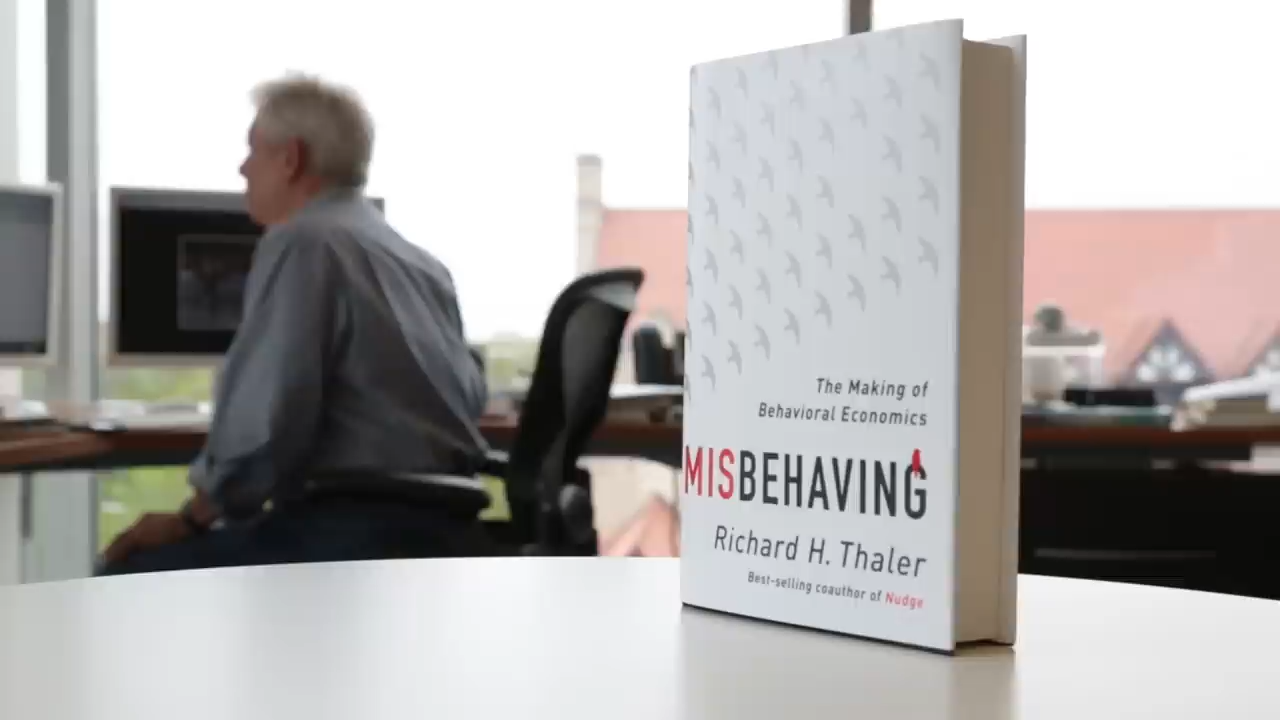 The Making of
Behavioral Economics
MISBEHAVING
Richard H. Thaler
Best-selling coauthor of Nudge